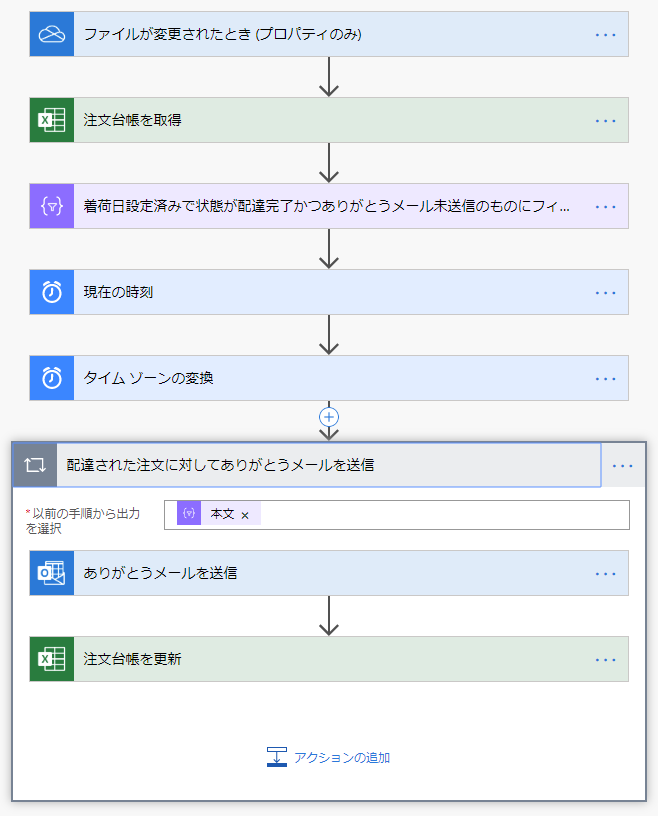 ファイルが変更されたとき (プロパティのみ)
注文台帳を取得
着荷日設定済みで状態が配達完了かつありがとうメール未送信のものにフィ...
現在の時刻
タイム ゾーンの変換
配達された注文に対してありがとうメールを送信
*以前の手順から出力
を選択
本文 ×
ありがとうメールを送信
注文台帳を更新
アクションの追加